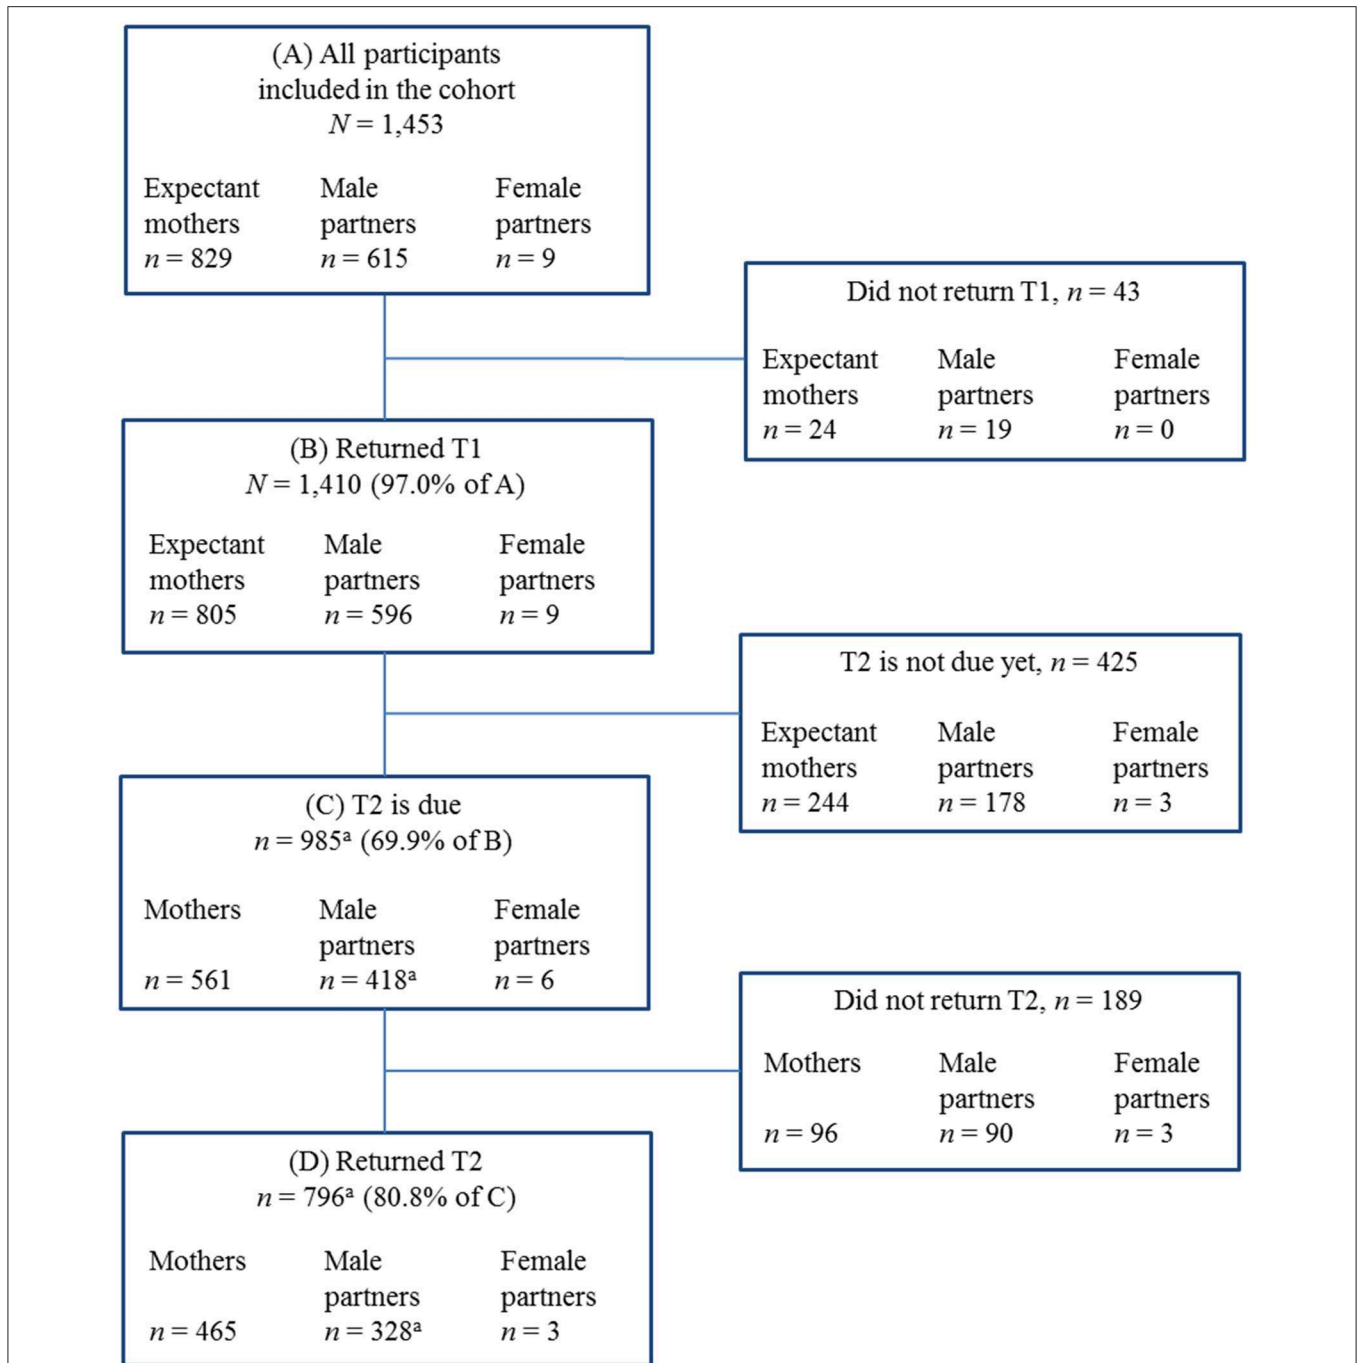 (A) All participants
included in the cohort
N = 1,453
Expectant Male Female
mothers partners partners
n = 829 n = 615 n = 9
Did not return T1, n = 43
Expectant Male Female
mothers partners partners
n = 24 n = 19 n = 0
(B) Returned T1
N = 1,410 (97.0% of A)
Expectant Male Female
mothers partners partners
n = 805 n = 596 n = 9
T2 is not due yet, n = 425
Expectant Male Female
mothers partners partners
n = 244 n = 178 n = 3
(C) T2 is due
n = 985ª (69.9% of B)
Mothers Male Female
partners partners
n = 561 n = 418ª n = 6
Did not return T2, n = 189
Mothers Male Female
partners partners
n = 96 n = 90 n = 3
(D) Returned T2
n = 796ª (80.8% of C)
Mothers Male Female
partners partners
n = 465 n = 328ª n = 3